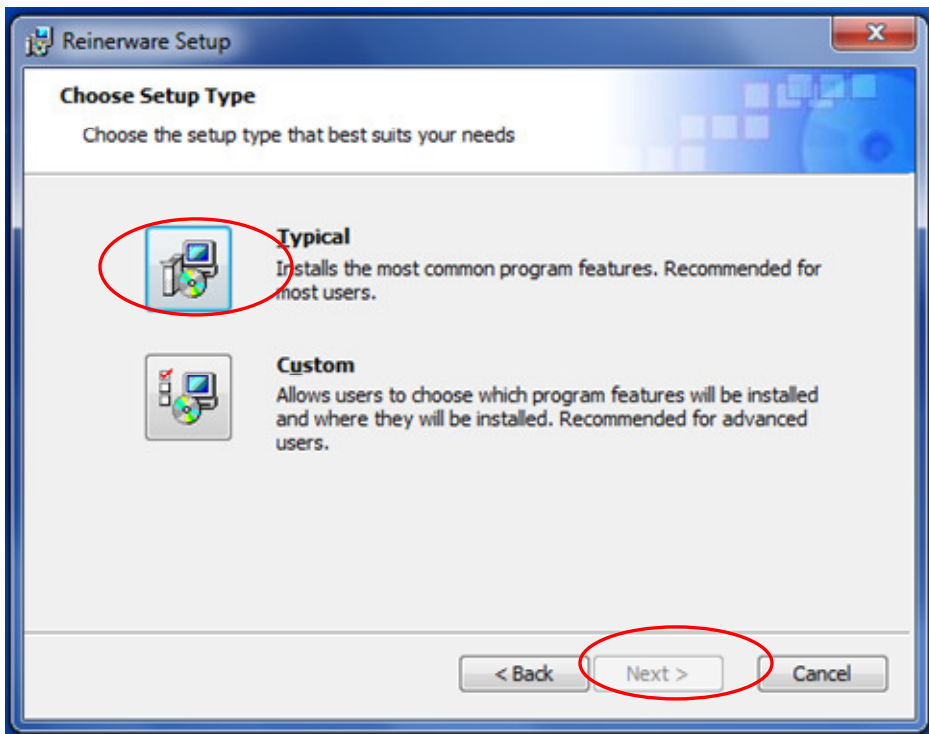 Reinerware Setup
Choose Setup Type
Choose the setup type that best suits your needs
Typical
Installs the most common program features. Recommended for
most users.
Custom
Allows users to choose which program features will be installed
and where they will be installed. Recommended for advanced
users.
< Back Next > Cancel